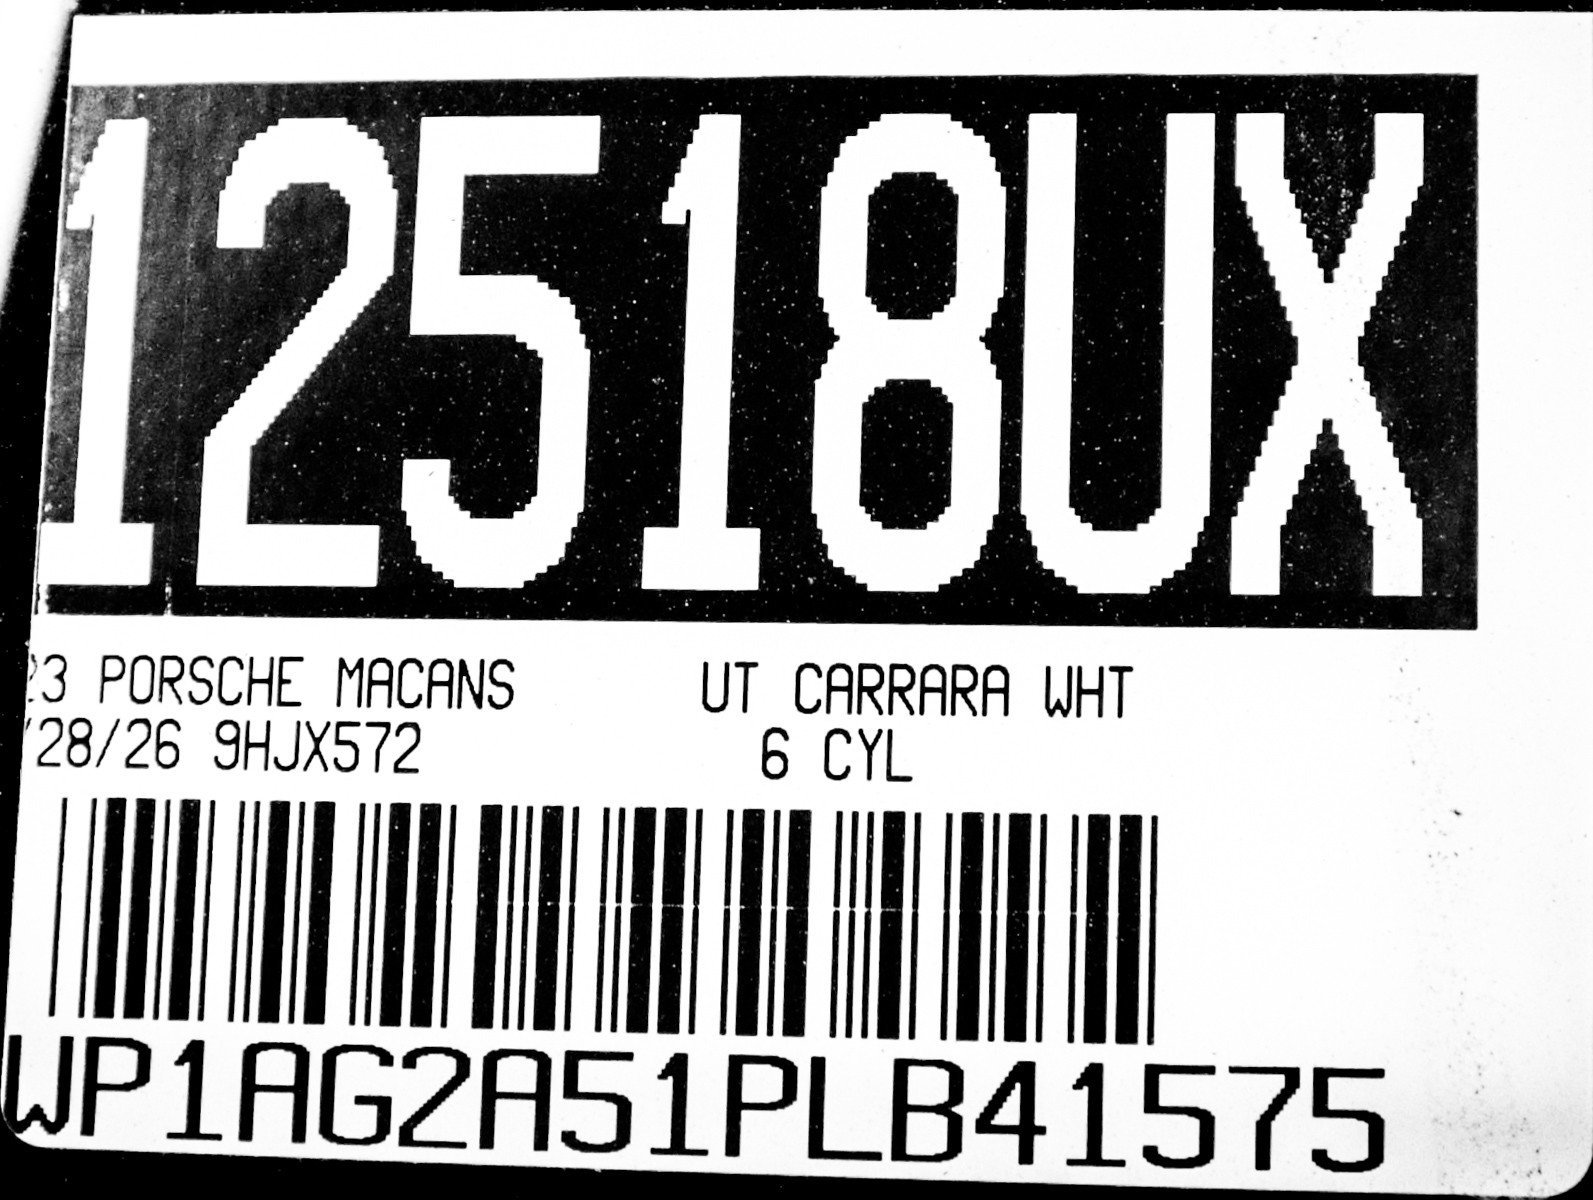 12518UX
23 PORSCHE MACANS UT CARRARA WHT
/28/26 9HJX572 6 CYL
WP1AG2A51PLB41575